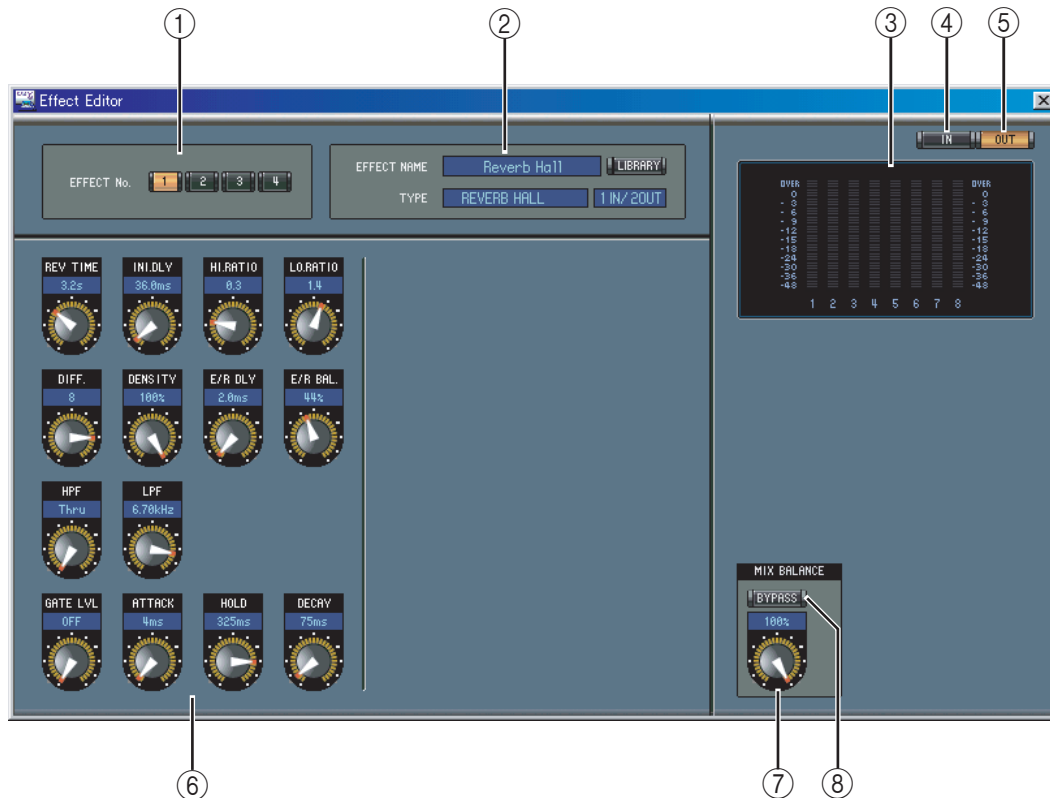 ① ② ③ ④ ⑤
Effect Editor
IN OUT
EFFECT No. 1 2 3 4
EFFECT NAME Reverb Hall LIBRARY
TYPE REVERB HALL 1 IN/ 2OUT
OVER OVER
0 0
- 3 - 3
- 6 - 6
- 9 - 9
-12 -12
-15 -15
-18 -18
-24 -24
-30 -30
-36 -36
-48 -48
1 2 3 4 5 6 7 8
REV TIME INI.DLY HI.RATIO LO.RATIO
3.2s 36.0ms 0.3 1.4
DIFF. DENSITY E/R DLY E/R BAL.
8 100% 2.0ms 44%
HPF LPF
Thru 6.70kHz
GATE LVL ATTACK HOLD DECAY
OFF 4ms 325ms 75ms
MIX BALANCE
BYPASS
100%
⑥ ⑦ ⑧